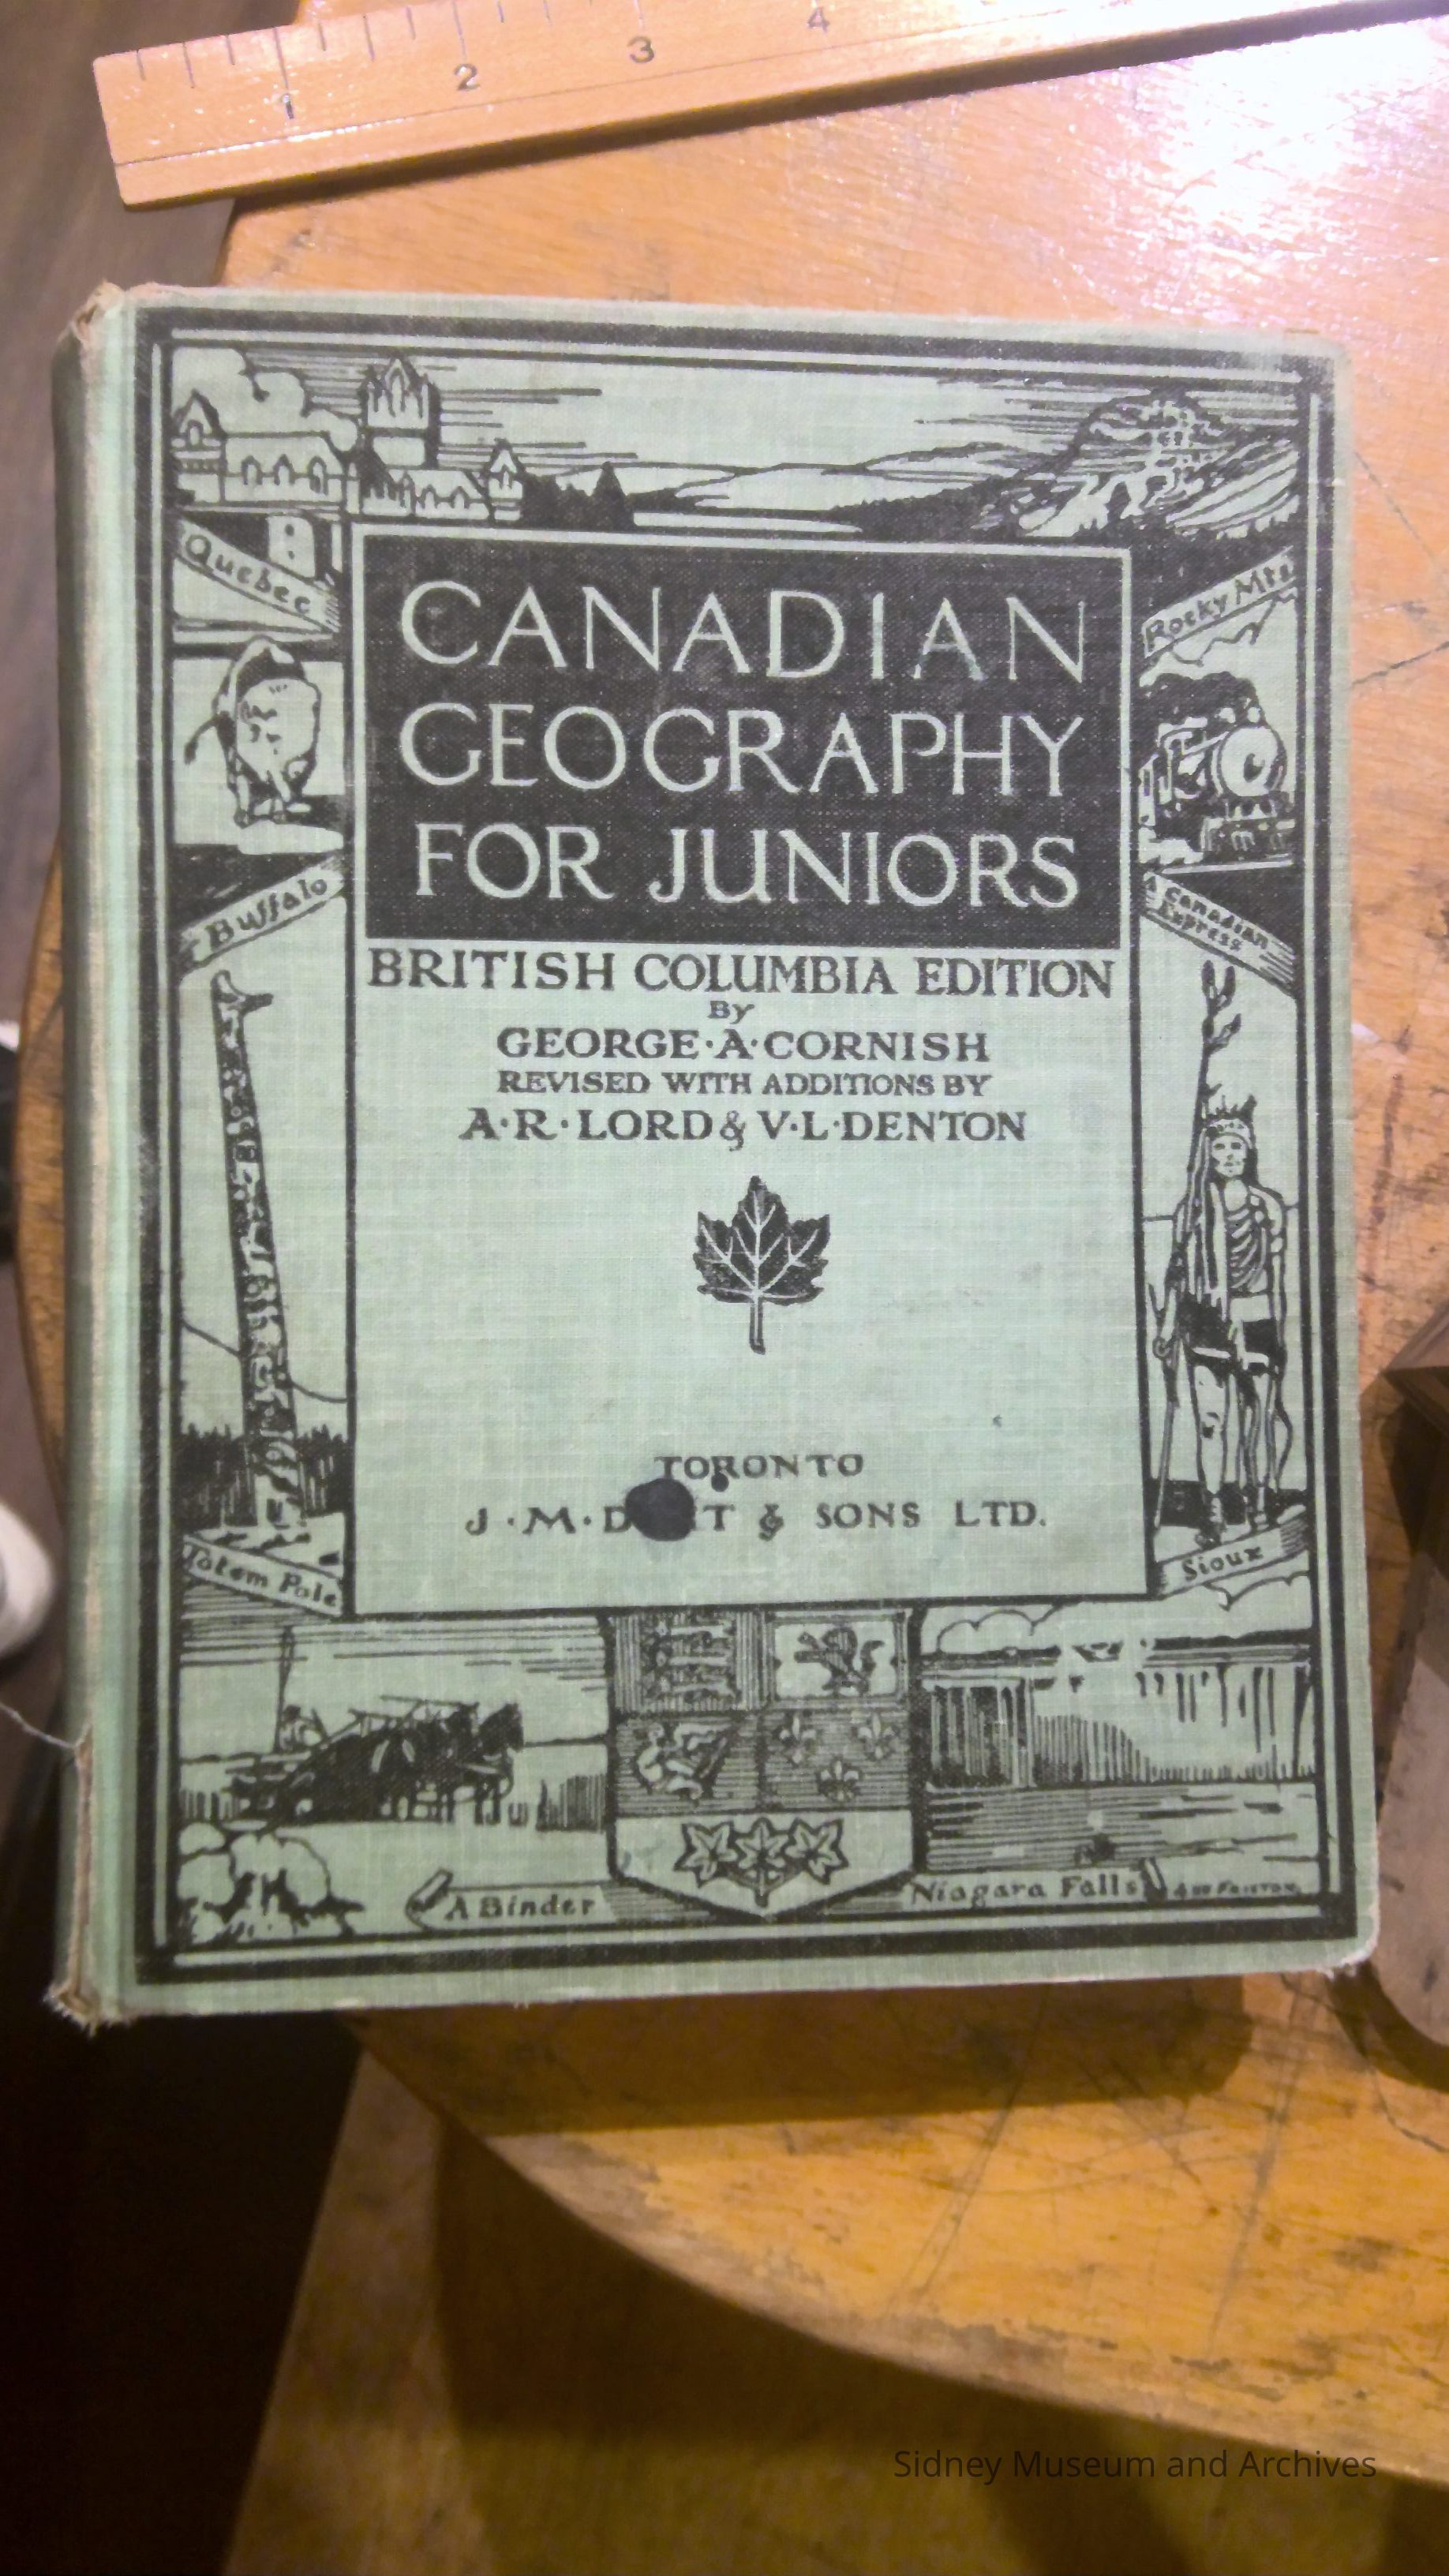 1 2 3 4
Quebec
Rocky Mts
CANADIAN
GEOGRAPHY
FOR JUNIORS
Buffalo
A Canadian
Express
BRITISH COLUMBIA EDITION
By
GEORGE·A·CORNISH
REVISED WITH ADDITIONS BY
A·R·LORD & V·L·DENTON
TORONTO
J·M· & SONS LTD.
Totem Pole
Sioux
A Binder
Niagara Falls
Sidney Museum and Archives